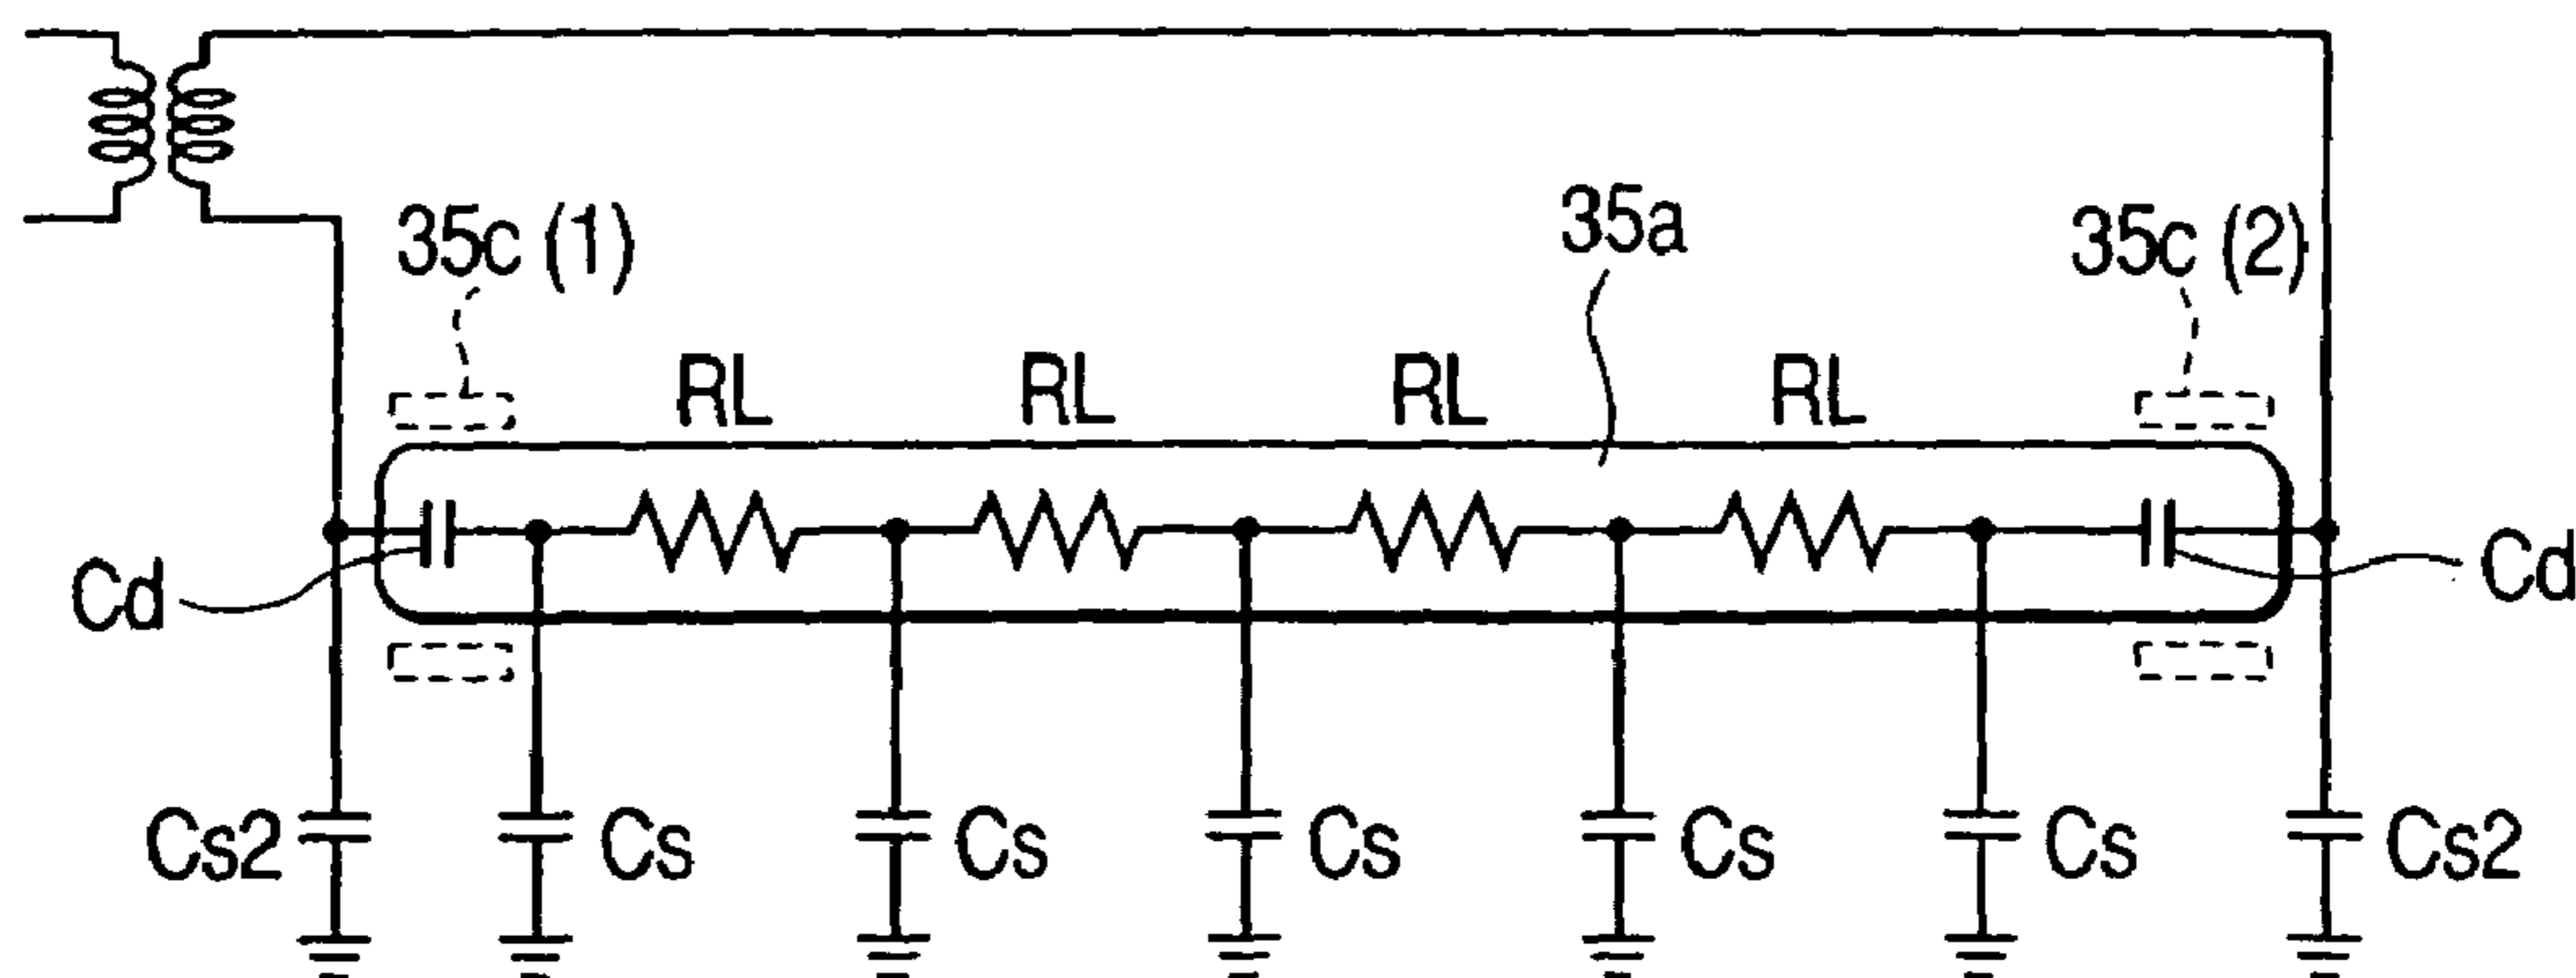 35c (1)
35a
35c (2)
RL RL RL RL
Cd
Cd
Cs2 Cs Cs Cs Cs Cs Cs2